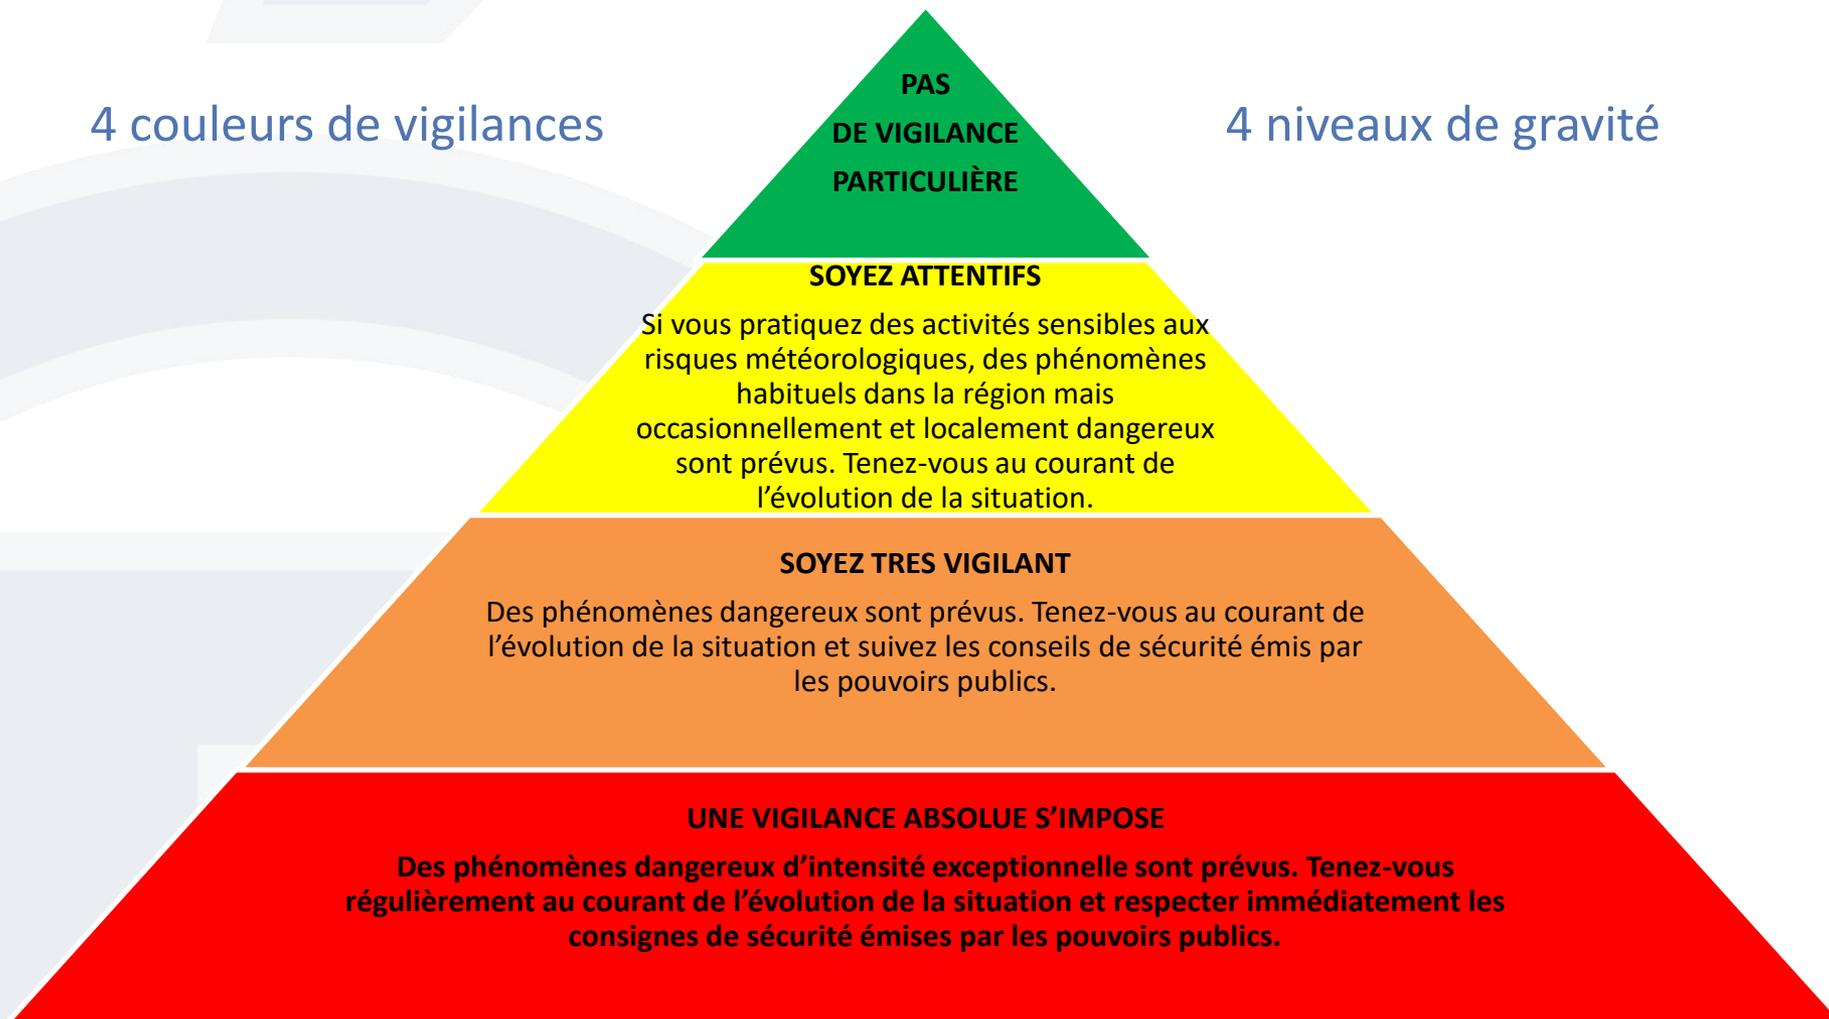 4 couleurs de vigilances
4 niveaux de gravité
PAS
DE VIGILANCE
PARTICULIÈRE
SOYEZ ATTENTIFS
Si vous pratiquez des activités sensibles aux
risques météorologiques, des phénomènes
habituels dans la région mais
occasionnellement et localement dangereux
sont prévus. Tenez-vous au courant de
l’évolution de la situation.
SOYEZ TRES VIGILANT
Des phénomènes dangereux sont prévus. Tenez-vous au courant de
l’évolution de la situation et suivez les conseils de sécurité émis par
les pouvoirs publics.
UNE VIGILANCE ABSOLUE S’IMPOSE
Des phénomènes dangereux d’intensité exceptionnelle sont prévus. Tenez-vous
régulièrement au courant de l’évolution de la situation et respecter immédiatement les
consignes de sécurité émises par les pouvoirs publics.